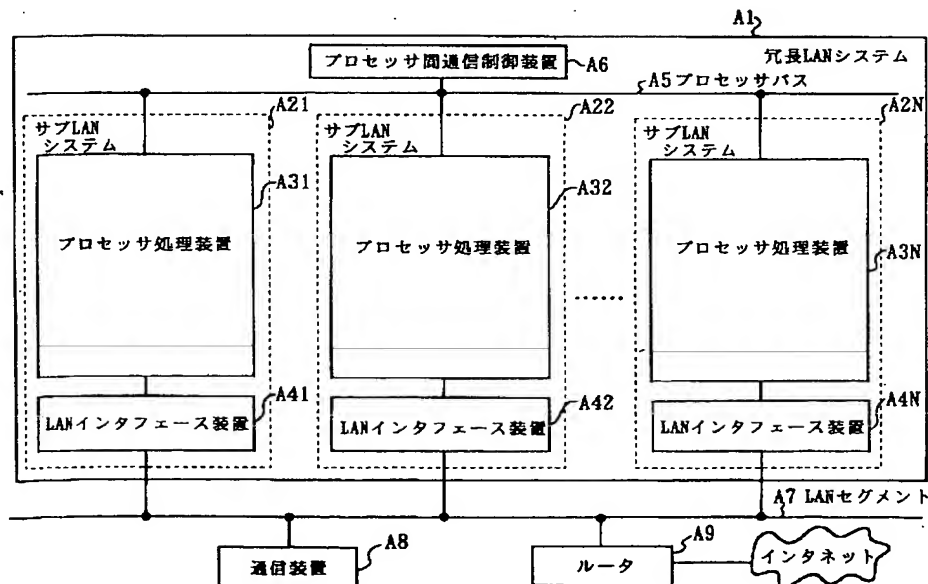 A1
プロセッサ間通信制御装置
A6
冗長LANシステム
A5プロセッサバス
A21
A22
A2N
サブLAN
システム
サブLAN
システム
サブLAN
システム
A31
A32
プロセッサ処理装置
プロセッサ処理装置
プロセッサ処理装置
A3N
……
A41
A42
A4N
LANインタフェース装置
LANインタフェース装置
LANインタフェース装置
A7 LANセグメント
A8
A9
通信装置
ルータ
インタネット